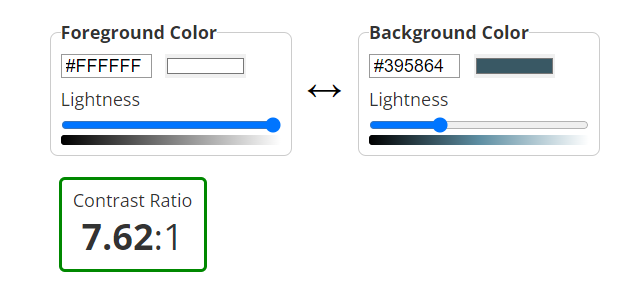 Foreground Color
#FFFFFF
Lightness
Background Color
#395864
Lightness
Contrast Ratio
7.62:1